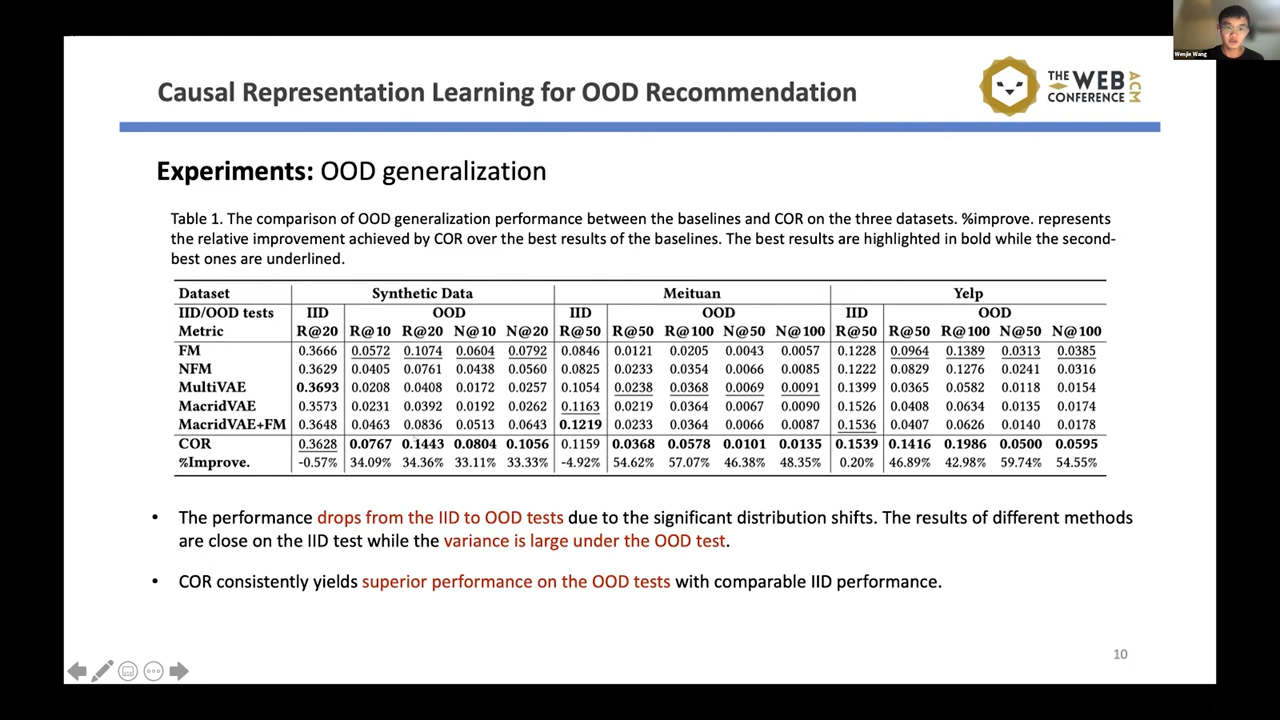 Wenjie Wang
Causal Representation Learning for OOD Recommendation
THE WEB CONFERENCE ACM
Experiments: OOD generalization
Table 1. The comparison of OOD generalization performance between the baselines and COR on the three datasets. %improve. represents
the relative improvement achieved by COR over the best results of the baselines. The best results are highlighted in bold while the second-
best ones are underlined.
Dataset Synthetic Data Meituan Yelp
IID/OOD tests IID OOD IID OOD IID OOD
Metric R@20 R@10 R@20 N@10 N@20 R@50 R@50 R@100 N@50 N@100 R@50 R@50 R@100 N@50 N@100
FM 0.3666 0.0572 0.1074 0.0604 0.0792 0.0846 0.0121 0.0205 0.0043 0.0057 0.1228 0.0964 0.1389 0.0313 0.0385
NFM 0.3629 0.0405 0.0761 0.0438 0.0560 0.0825 0.0233 0.0354 0.0066 0.0085 0.1222 0.0829 0.1276 0.0241 0.0316
MultiVAE 0.3693 0.0208 0.0408 0.0172 0.0257 0.1054 0.0238 0.0368 0.0069 0.0091 0.1399 0.0365 0.0582 0.0118 0.0154
MacridVAE 0.3573 0.0231 0.0392 0.0192 0.0262 0.1163 0.0219 0.0364 0.0067 0.0090 0.1526 0.0408 0.0634 0.0135 0.0174
MacridVAE+FM 0.3648 0.0463 0.0836 0.0513 0.0643 0.1219 0.0233 0.0364 0.0066 0.0087 0.1536 0.0407 0.0626 0.0140 0.0178
COR 0.3628 0.0767 0.1443 0.0804 0.1056 0.1159 0.0368 0.0578 0.0101 0.0135 0.1539 0.1416 0.1986 0.0500 0.0595
%Improve. -0.57% 34.09% 34.36% 33.11% 33.33% -4.92% 54.62% 57.07% 46.38% 48.35% 0.20% 46.89% 42.98% 59.74% 54.55%
• The performance drops from the IID to OOD tests due to the significant distribution shifts. The results of different methods
are close on the IID test while the variance is large under the OOD test.
• COR consistently yields superior performance on the OOD tests with comparable IID performance.
10